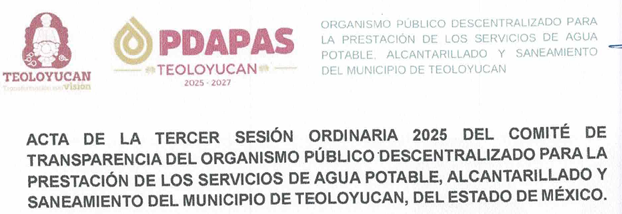 ORGANISMO PÚBLICO DESCENTRALIZADO PARA
LA PRESTACIÓN DE LOS SERVICIOS DE AGUA
POTABLE, ALCANTARILLADO Y SANEAMIENTO
DEL MUNICIPIO DE TEOLOYUCAN
TEOLOYUCAN
Transformación con visión
PDAPAS
TEOLOYUCAN
2025 - 2027
ACTA DE LA TERCER SESIÓN ORDINARIA 2025 DEL COMITÉ DE
TRANSPARENCIA DEL ORGANISMO PÚBLICO DESCENTRALIZADO PARA LA
PRESTACIÓN DE LOS SERVICIOS DE AGUA POTABLE, ALCANTARILLADO Y
SANEAMIENTO DEL MUNICIPIO DE TEOLOYUCAN, DEL ESTADO DE MÉXICO.